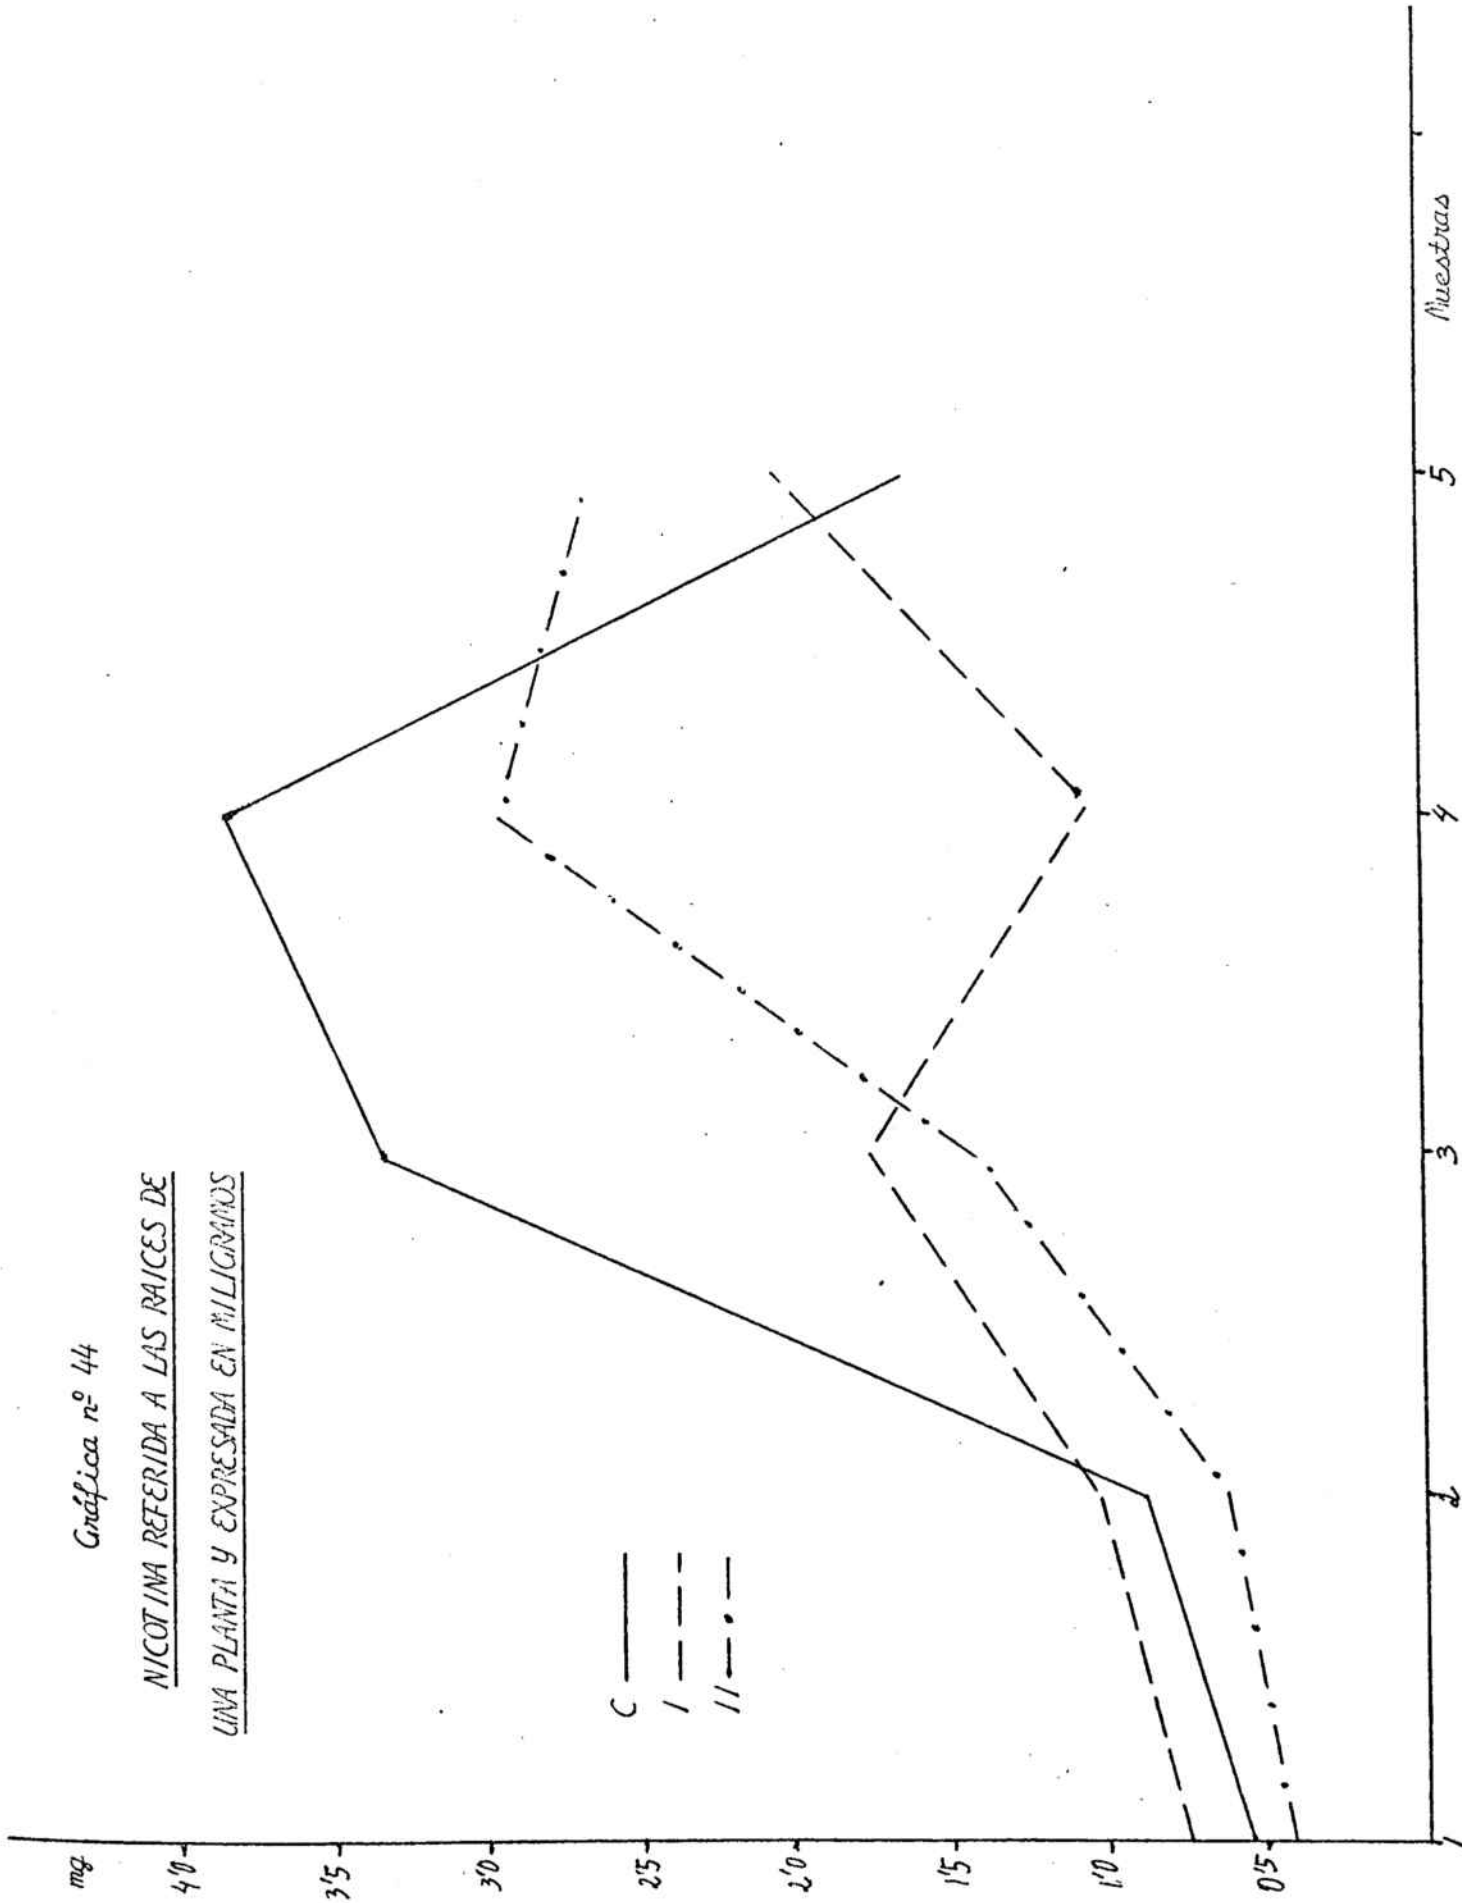 Gráfica nº 44
NICOTINA REFERIDA A LAS RAICES DE
UNA PLANTA Y EXPRESADA EN MILIGRAMOS
mg
4'0
3'5
3'0
2'5
2'0
1'5
1'0
0'5
C
I
II
1
2
3
4
5
Muestras